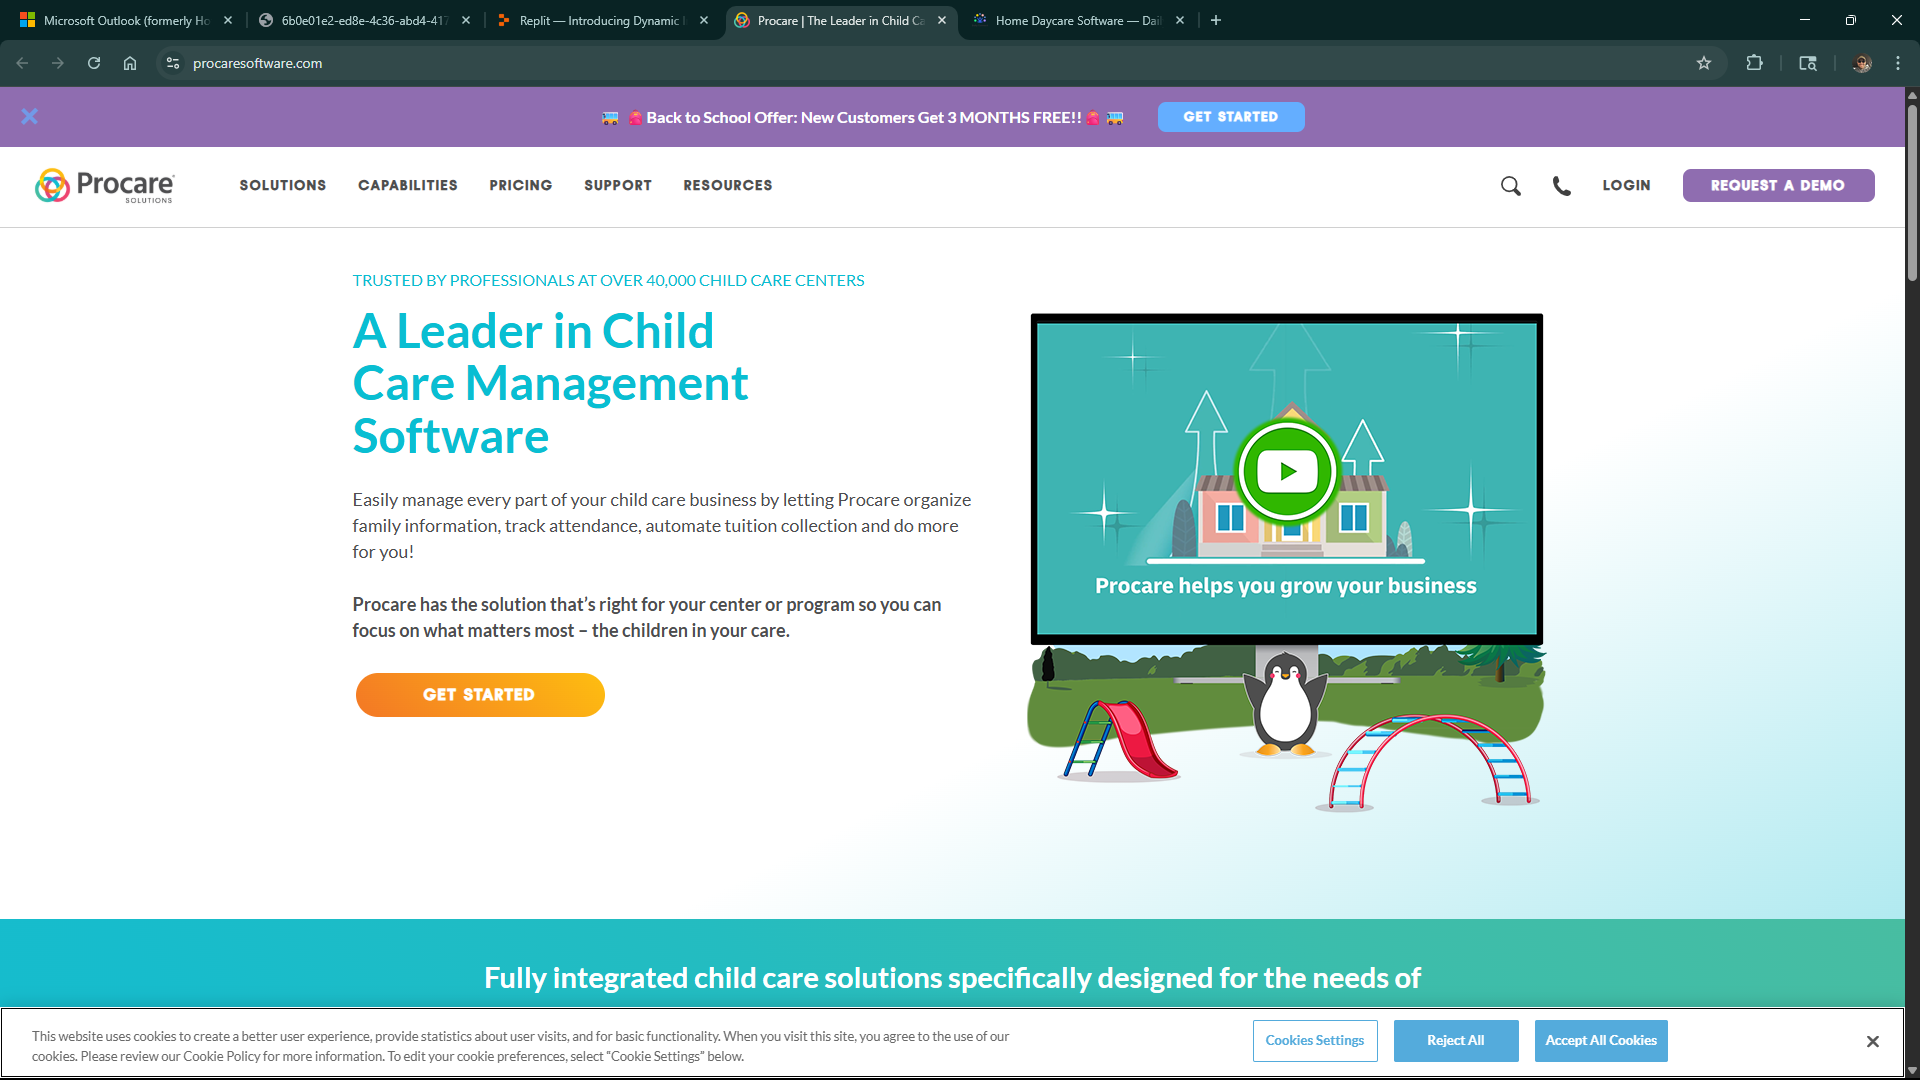 Microsoft Outlook (formerly Ho
6b0e01e2-ed8e-4c36-abd4-417
Replit — Introducing Dynamic
Procare | The Leader in Child Ca
Home Daycare Software — Dai
procaresoftware.com
Back to School Offer: New Customers Get 3 MONTHS FREE!!
GET STARTED
Procare
SOLUTIONS
SOLUTIONS
CAPABILITIES
PRICING
SUPPORT
RESOURCES
LOGIN
REQUEST A DEMO
TRUSTED BY PROFESSIONALS AT OVER 40,000 CHILD CARE CENTERS
A Leader in Child
Care Management
Software
Easily manage every part of your child care business by letting Procare organize
family information, track attendance, automate tuition collection and do more
for you!
Procare has the solution that’s right for your center or program so you can
focus on what matters most – the children in your care.
GET STARTED
Procare helps you grow your business
Fully integrated child care solutions specifically designed for the needs of
This website uses cookies to create a better user experience, provide statistics about user visits, and for basic functionality. When you visit this site, you agree to the use of our
cookies. Please review our Cookie Policy for more information. To edit your cookie preferences, select “Cookie Settings” below.
Cookies Settings
Reject All
Accept All Cookies